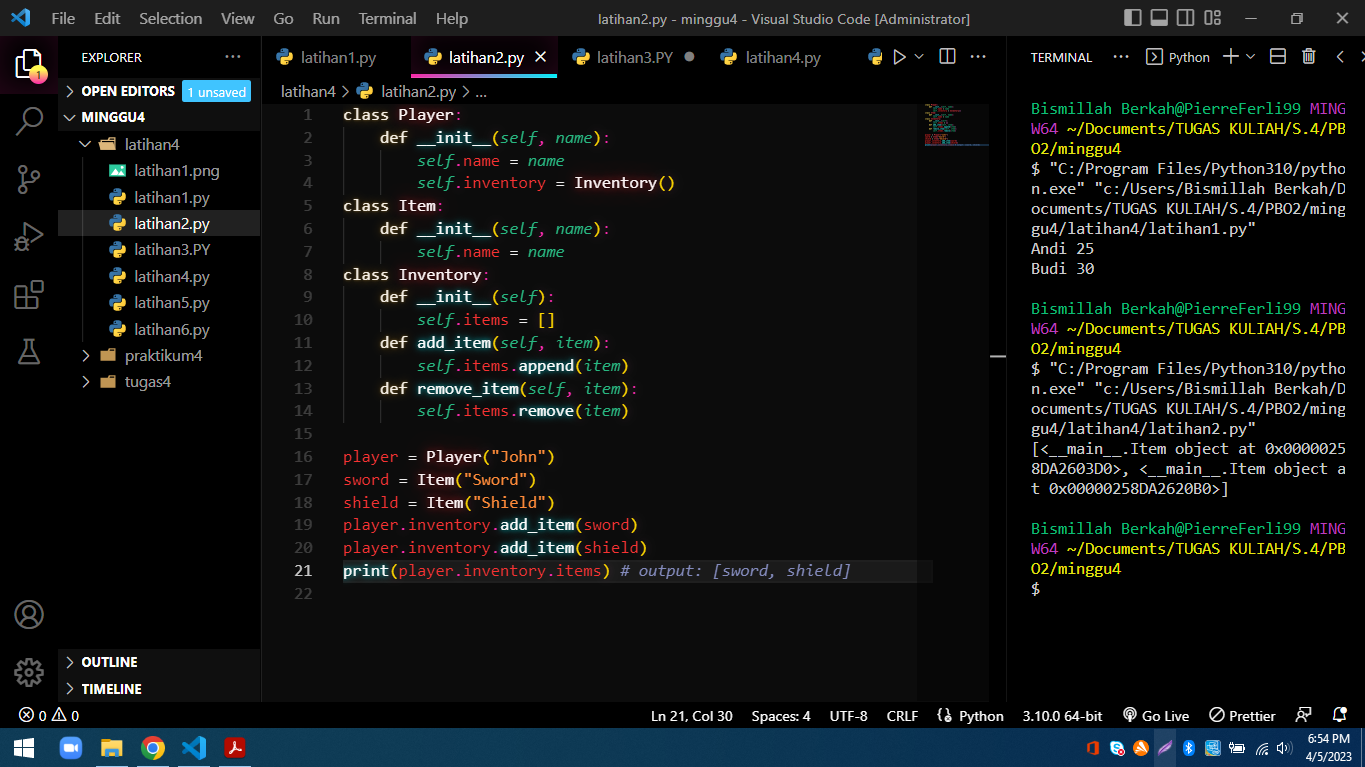 File Edit Selection View Go Run Terminal Help latihan2.py - minggu4 - Visual Studio Code [Administrator]
EXPLORER
OPEN EDITORS 1 unsaved
MINGGU4
latihan4
latihan1.png
latihan1.py
latihan2.py
latihan3.PY
latihan4.py
latihan5.py
latihan6.py
praktikum4
tugas4
OUTLINE
TIMELINE
1
latihan1.py latihan2.py latihan3.PY latihan4.py
latihan4 > latihan2.py > ...
1 class Player:
2     def __init__(self, name):
3         self.name = name
4         self.inventory = Inventory()
5 class Item:
6     def __init__(self, name):
7         self.name = name
8 class Inventory:
9     def __init__(self):
10         self.items = []
11     def add_item(self, item):
12         self.items.append(item)
13     def remove_item(self, item):
14         self.items.remove(item)
15
16 player = Player("John")
17 sword = Item("Sword")
18 shield = Item("Shield")
19 player.inventory.add_item(sword)
20 player.inventory.add_item(shield)
21 print(player.inventory.items) # output: [sword, shield]
22
TERMINAL ... Python
Bismillah Berkah@PierreFerli99 MING
W64 ~/Documents/TUGAS KULIAH/S.4/PB
O2/minggu4
$ "C:/Program Files/Python310/pytho
n.exe" "c:/Users/Bismillah Berkah/D
ocuments/TUGAS KULIAH/S.4/PBO2/ming
gu4/latihan4/latihan1.py"
Andi 25
Budi 30
Bismillah Berkah@PierreFerli99 MING
W64 ~/Documents/TUGAS KULIAH/S.4/PB
O2/minggu4
$ "C:/Program Files/Python310/pytho
n.exe" "c:/Users/Bismillah Berkah/D
ocuments/TUGAS KULIAH/S.4/PBO2/ming
gu4/latihan4/latihan2.py"
[<__main__.Item object at 0x0000025
8DA2603D0>, <__main__.Item object a
t 0x00000258DA2620B0>]
Bismillah Berkah@PierreFerli99 MING
W64 ~/Documents/TUGAS KULIAH/S.4/PB
O2/minggu4
$
0 0 Ln 21, Col 30 Spaces: 4 UTF-8 CRLF Python 3.10.0 64-bit Go Live Prettier
6:54 PM
4/5/2023